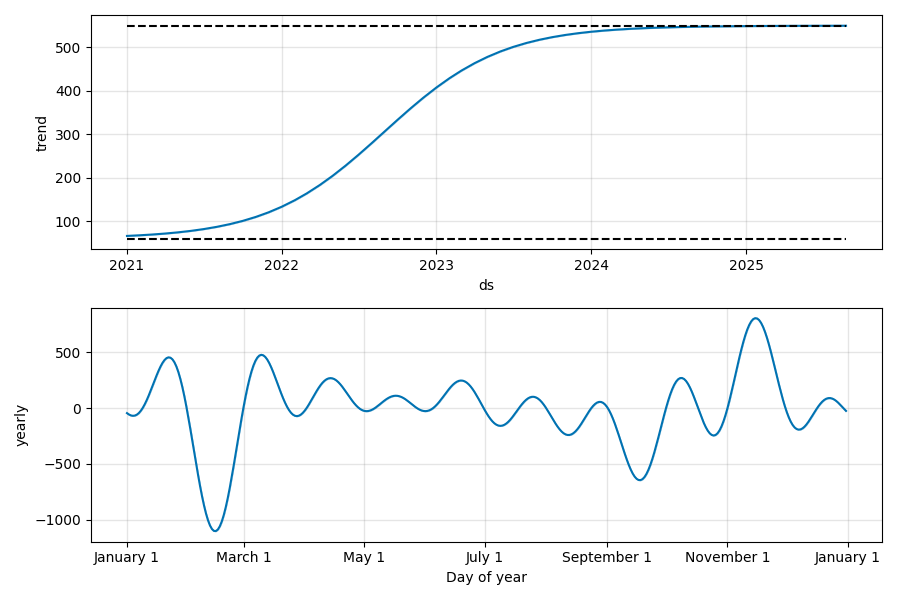 500
400
300
200
100
trend
2021 2022 2023 2024 2025
ds
500
0
−500
−1000
yearly
January 1 March 1 May 1 July 1 September 1 November 1 January 1
Day of year